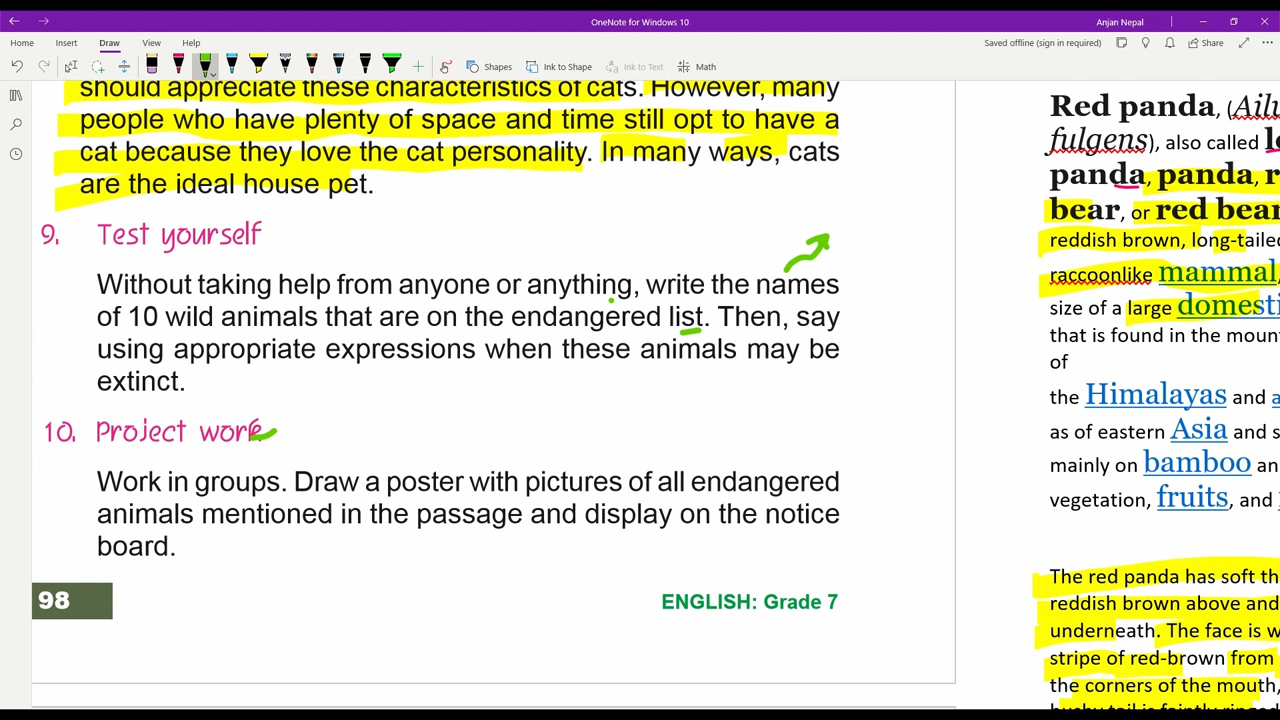 OneNote for Windows 10
Anjan Nepal
Home Insert Draw View Help
Saved offline (sign in required)
Share
Shapes
Ink to Shape
Ink to Text
Math
should appreciate these characteristics of cats. However, many
people who have plenty of space and time still opt to have a
cat because they love the cat personality. In many ways, cats
are the ideal house pet.
9. Test yourself
Without taking help from anyone or anything, write the names
of 10 wild animals that are on the endangered list. Then, say
using appropriate expressions when these animals may be
extinct.
10. Project work
Work in groups. Draw a poster with pictures of all endangered
animals mentioned in the passage and display on the notice
board.
98
ENGLISH: Grade 7
Red panda, (
fulgens), also called
panda, panda,
bear, or red bear
reddish brown, long-tailed
raccoonlike mammal,
size of a large
that is found in the
of
the Himalayas and
as of eastern Asia and
mainly on bamboo
vegetation, fruits, and
The red panda has soft
reddish brown above and
underneath. The face is
stripe of red-brown from
the corners of the mouth,